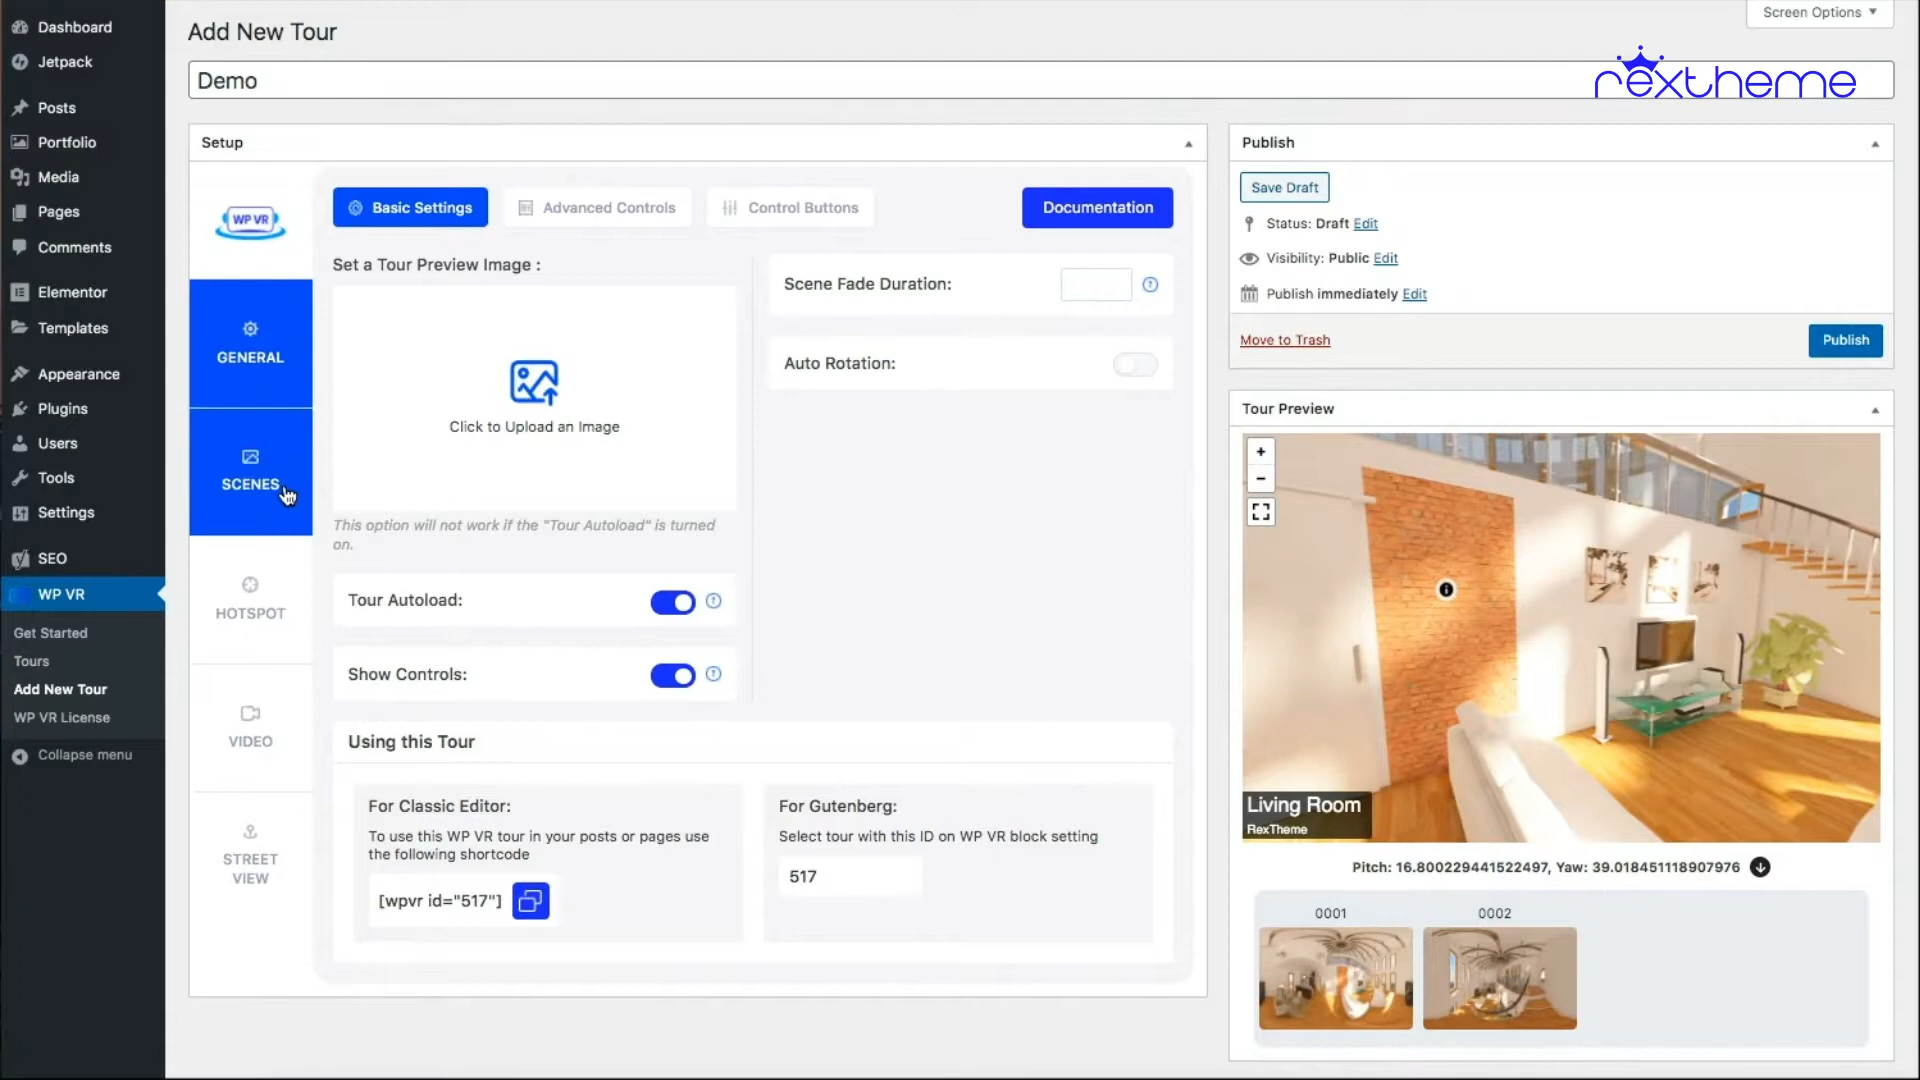 Dashboard
Jetpack
Posts
Portfolio
Media
Pages
Comments
Elementor
Templates
Appearance
Plugins
Users
Tools
Settings
SEO
WP VR
Get Started
Tours
Add New Tour
WP VR License
Collapse menu
Screen Options
Add New Tour
Demo
rextheme
Setup
WP VR
GENERAL
SCENES
HOTSPOT
VIDEO
STREET
VIEW
Basic Settings
Advanced Controls
Control Buttons
Documentation
Set a Tour Preview Image :
Click to Upload an Image
This option will not work if the "Tour Autoload" is turned
on.
Tour Autoload:
Show Controls:
Scene Fade Duration:
Auto Rotation:
Using this Tour
For Classic Editor:
To use this WP VR tour in your posts or pages use
the following shortcode
[wpvr id="517"]
For Gutenberg:
Select tour with this ID on WP VR block setting
517
Publish
Save Draft
Status: Draft Edit
Visibility: Public Edit
Publish immediately Edit
Move to Trash
Publish
Tour Preview
+
−
Living Room
RexTheme
Pitch: 16.800229441522497, Yaw: 39.018451118907976
0001
0002